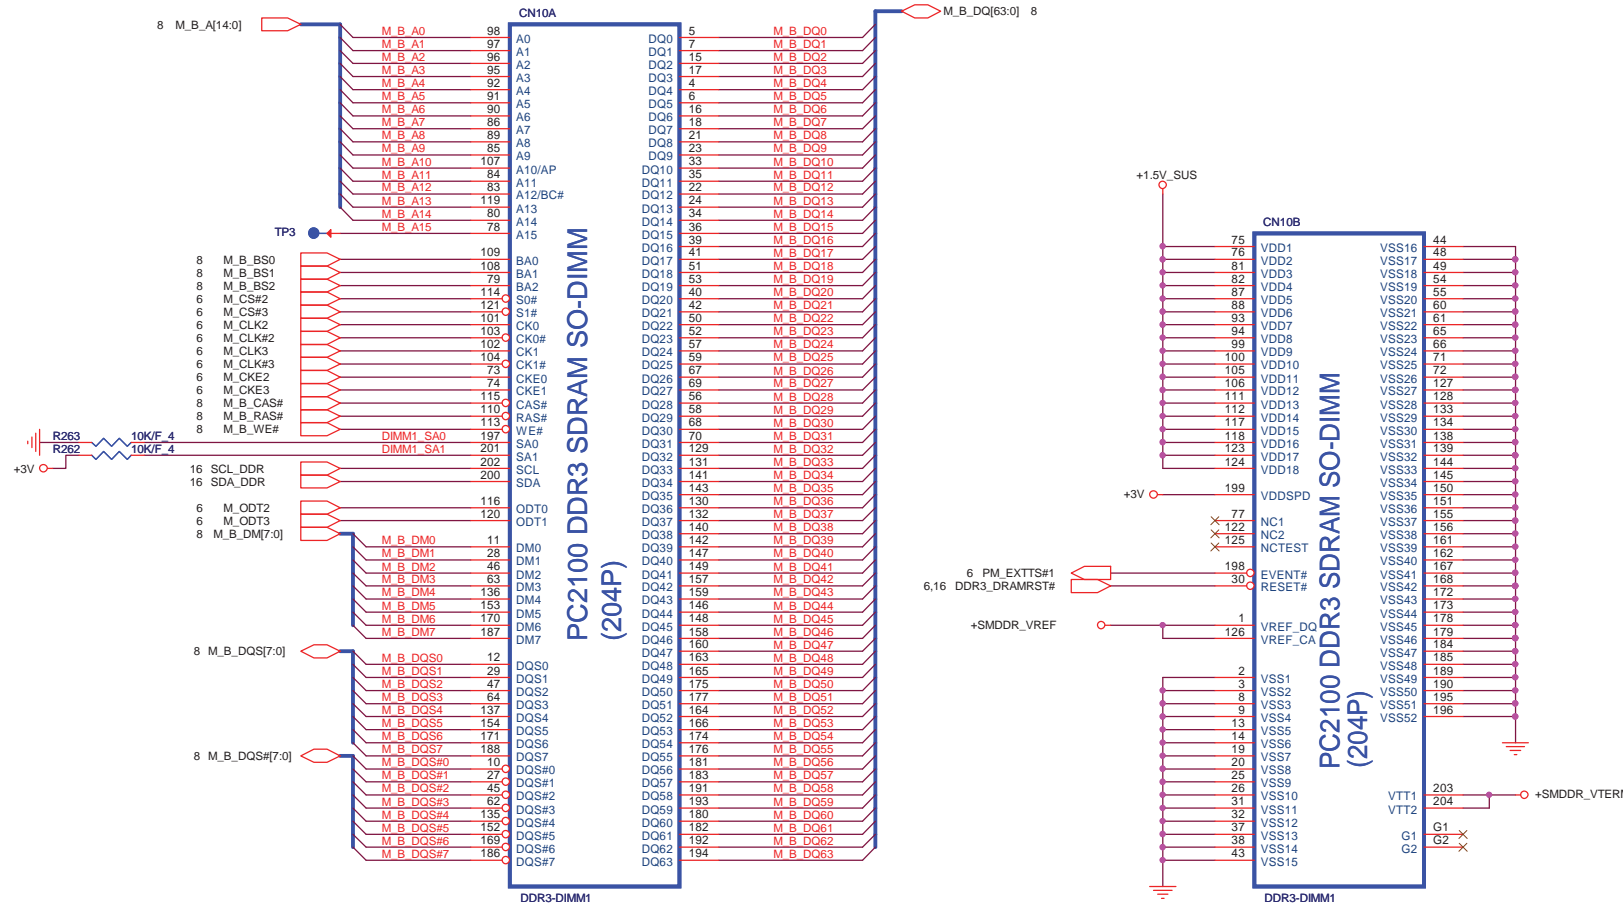 CN10A
8 M_B_A[14:0]
M_B_A0 98 A0
M_B_A1 97 A1
M_B_A2 96 A2
M_B_A3 95 A3
M_B_A4 92 A4
M_B_A5 91 A5
M_B_A6 90 A6
M_B_A7 86 A7
M_B_A8 89 A8
M_B_A9 85 A9
M_B_A10 107 A10/AP
M_B_A11 84 A11
M_B_A12 83 A12/BC#
M_B_A13 119 A13
M_B_A14 80 A14
TP3 M_B_A15 78 A15
8 M_B_BS0 109 BA0
8 M_B_BS1 108 BA1
8 M_B_BS2 79 BA2
6 M_CS#2 114 S0#
6 M_CS#3 121 S1#
6 M_CLK2 101 CK0
6 M_CLK#2 103 CK0#
6 M_CLK3 102 CK1
6 M_CLK#3 104 CK1#
6 M_CKE2 73 CKE0
6 M_CKE3 74 CKE1
8 M_B_CAS# 115 CAS#
8 M_B_RAS# 110 RAS#
8 M_B_WE# 113 WE#
R263 10K/F_4 DIMM1_SA0 197 SA0
R262 10K/F_4 DIMM1_SA1 201 SA1
+3V
16 SCL_DDR 202 SCL
16 SDA_DDR 200 SDA
6 M_ODT2 116 ODT0
6 M_ODT3 120 ODT1
8 M_B_DM[7:0]
M_B_DM0 11 DM0
M_B_DM1 28 DM1
M_B_DM2 46 DM2
M_B_DM3 63 DM3
M_B_DM4 136 DM4
M_B_DM5 153 DM5
M_B_DM6 170 DM6
M_B_DM7 187 DM7
8 M_B_DQS[7:0]
M_B_DQS0 12 DQS0
M_B_DQS1 29 DQS1
M_B_DQS2 47 DQS2
M_B_DQS3 64 DQS3
M_B_DQS4 137 DQS4
M_B_DQS5 154 DQS5
M_B_DQS6 171 DQS6
M_B_DQS7 188 DQS7
8 M_B_DQS#[7:0]
M_B_DQS#0 10 DQS#0
M_B_DQS#1 27 DQS#1
M_B_DQS#2 45 DQS#2
M_B_DQS#3 62 DQS#3
M_B_DQS#4 135 DQS#4
M_B_DQS#5 152 DQS#5
M_B_DQS#6 169 DQS#6
M_B_DQS#7 186 DQS#7
PC2100 DDR3 SDRAM SO-DIMM
(204P)
M_B_DQ[63:0] 8
DQ0 5 M_B_DQ0
DQ1 7 M_B_DQ1
DQ2 15 M_B_DQ2
DQ3 17 M_B_DQ3
DQ4 4 M_B_DQ4
DQ5 6 M_B_DQ5
DQ6 16 M_B_DQ6
DQ7 18 M_B_DQ7
DQ8 21 M_B_DQ8
DQ9 23 M_B_DQ9
DQ10 33 M_B_DQ10
DQ11 35 M_B_DQ11
DQ12 22 M_B_DQ12
DQ13 24 M_B_DQ13
DQ14 34 M_B_DQ14
DQ15 36 M_B_DQ15
DQ16 39 M_B_DQ16
DQ17 41 M_B_DQ17
DQ18 51 M_B_DQ18
DQ19 53 M_B_DQ19
DQ20 40 M_B_DQ20
DQ21 42 M_B_DQ21
DQ22 50 M_B_DQ22
DQ23 52 M_B_DQ23
DQ24 57 M_B_DQ24
DQ25 59 M_B_DQ25
DQ26 67 M_B_DQ26
DQ27 69 M_B_DQ27
DQ28 56 M_B_DQ28
DQ29 58 M_B_DQ29
DQ30 68 M_B_DQ30
DQ31 70 M_B_DQ31
DQ32 129 M_B_DQ32
DQ33 131 M_B_DQ33
DQ34 141 M_B_DQ34
DQ35 143 M_B_DQ35
DQ36 130 M_B_DQ36
DQ37 132 M_B_DQ37
DQ38 140 M_B_DQ38
DQ39 142 M_B_DQ39
DQ40 147 M_B_DQ40
DQ41 149 M_B_DQ41
DQ42 157 M_B_DQ42
DQ43 159 M_B_DQ43
DQ44 146 M_B_DQ44
DQ45 148 M_B_DQ45
DQ46 158 M_B_DQ46
DQ47 160 M_B_DQ47
DQ48 163 M_B_DQ48
DQ49 165 M_B_DQ49
DQ50 175 M_B_DQ50
DQ51 177 M_B_DQ51
DQ52 164 M_B_DQ52
DQ53 166 M_B_DQ53
DQ54 174 M_B_DQ54
DQ55 176 M_B_DQ55
DQ56 181 M_B_DQ56
DQ57 183 M_B_DQ57
DQ58 191 M_B_DQ58
DQ59 193 M_B_DQ59
DQ60 180 M_B_DQ60
DQ61 182 M_B_DQ61
DQ62 192 M_B_DQ62
DQ63 194 M_B_DQ63
DDR3-DIMM1
+1.5V_SUS
CN10B
75 VDD1
76 VDD2
81 VDD3
82 VDD4
87 VDD5
88 VDD6
93 VDD7
94 VDD8
99 VDD9
100 VDD10
105 VDD11
106 VDD12
111 VDD13
112 VDD14
117 VDD15
118 VDD16
123 VDD17
124 VDD18
+3V 199 VDDSPD
77 NC1
122 NC2
125 NCTEST
6 PM_EXTTS#1 198 EVENT#
6,16 DDR3_DRAMRST# 30 RESET#
+SMDDR_VREF 1 VREF_DQ
126 VREF_CA
2 VSS1
3 VSS2
8 VSS3
9 VSS4
13 VSS5
14 VSS6
19 VSS7
20 VSS8
25 VSS9
26 VSS10
31 VSS11
32 VSS12
37 VSS13
38 VSS14
43 VSS15
PC2100 DDR3 SDRAM SO-DIMM
(204P)
VSS16 44
VSS17 48
VSS18 49
VSS19 54
VSS20 55
VSS21 60
VSS22 61
VSS23 65
VSS24 66
VSS25 71
VSS26 72
VSS27 127
VSS28 128
VSS29 133
VSS30 134
VSS31 138
VSS32 139
VSS33 144
VSS34 145
VSS35 150
VSS36 151
VSS37 155
VSS38 156
VSS39 161
VSS40 162
VSS41 167
VSS42 168
VSS43 172
VSS44 173
VSS45 178
VSS46 179
VSS47 184
VSS48 185
VSS49 189
VSS50 190
VSS51 195
VSS52 196
VTT1 203 +SMDDR_VTERM
VTT2 204
G1 G1
G2 G2
DDR3-DIMM1